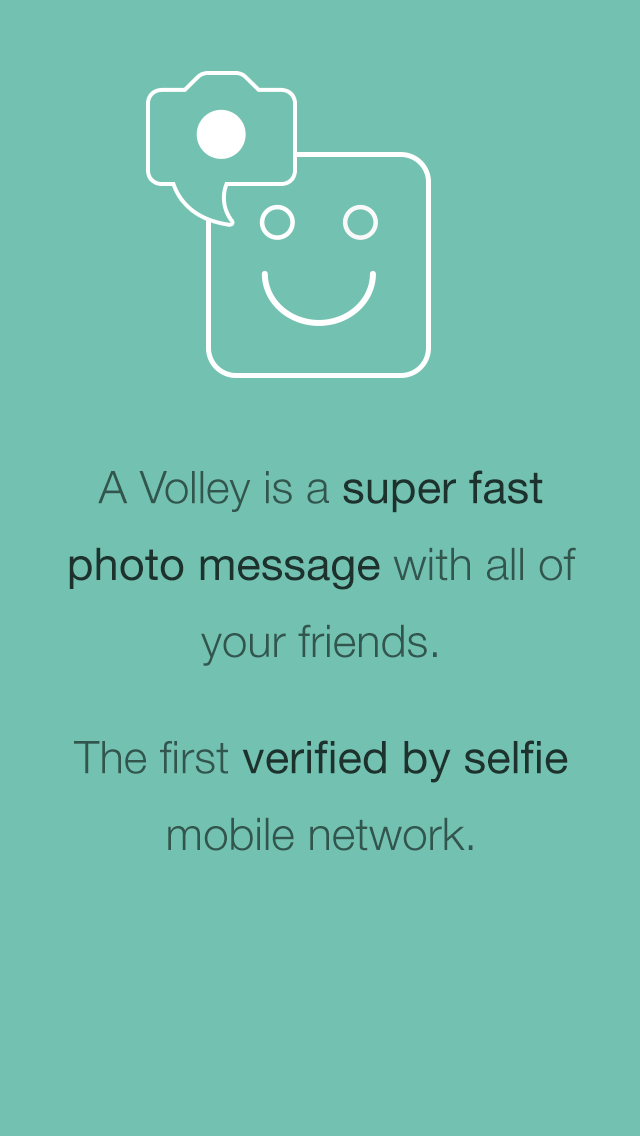 A Volley is a super fast
photo message with all of
your friends.
The first verified by selfie
mobile network.